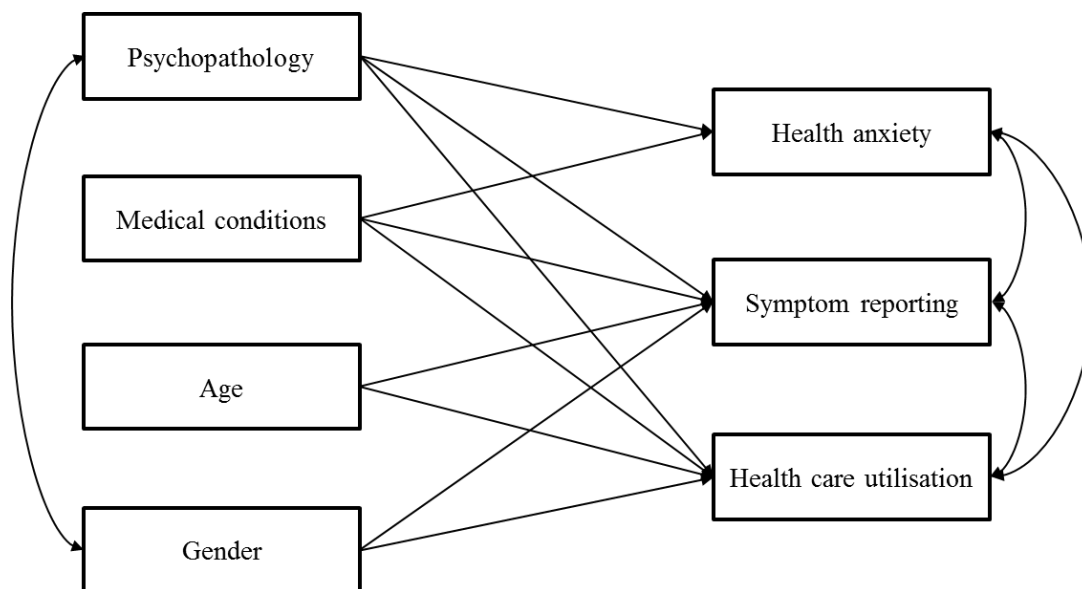 Psychopathology
Medical conditions
Age
Gender
Health anxiety
Symptom reporting
Health care utilisation